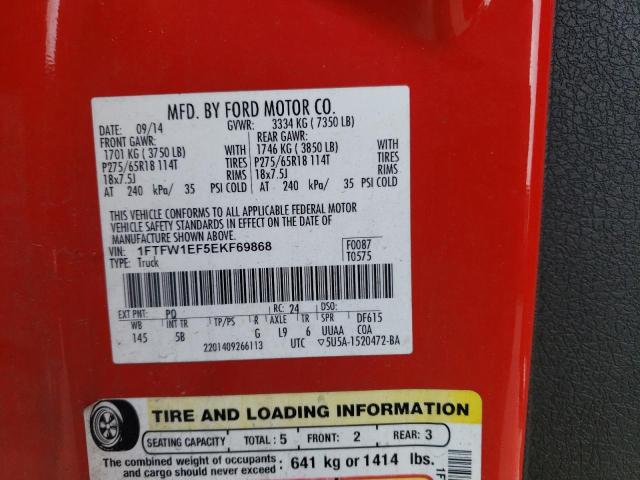 MFD. BY FORD MOTOR CO.
DATE: 09/14 GVWR: 3334 KG (7350 LB)
FRONT GAWR: REAR GAWR:
1701 KG (3750 LB) WITH 1746 KG (3850 LB) WITH
P275/65R18 114T TIRES P275/65R18 114T TIRES
18x7.5J RIMS 18x7.5J RIMS
AT 240 kPa/ 35 PSI COLD AT 240 kPa/ 35 PSI COLD
THIS VEHICLE CONFORMS TO ALL APPLICABLE FEDERAL MOTOR
VEHICLE SAFETY STANDARDS IN EFFECT ON THE DATE OF
MANUFACTURE SHOWN ABOVE.
VIN: 1FTFW1EF5EKF69868 F0087
TYPE: Truck T0575
EXT PNT: PQ RC: 24 DSO:
WB INT TR TP/PS R AXLE TR SPR DF615
145 5B G L9 6 UUAA COA
2201409266113 UTC ▽5U5A-1520472-BA
TIRE AND LOADING INFORMATION
SEATING CAPACITY TOTAL: 5 FRONT: 2 REAR: 3
The combined weight of occupants
and cargo should never exceed: 641 kg or 1414 lbs.
1F